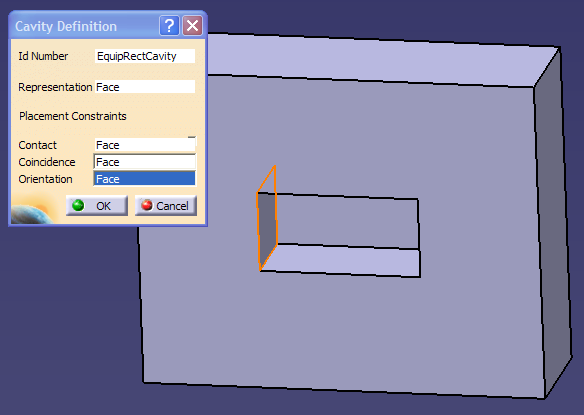 Cavity Definition
Id Number EquipRectCavity
Representation Face
Placement Constraints
Contact Face
Coincidence Face
Orientation Face
OK Cancel